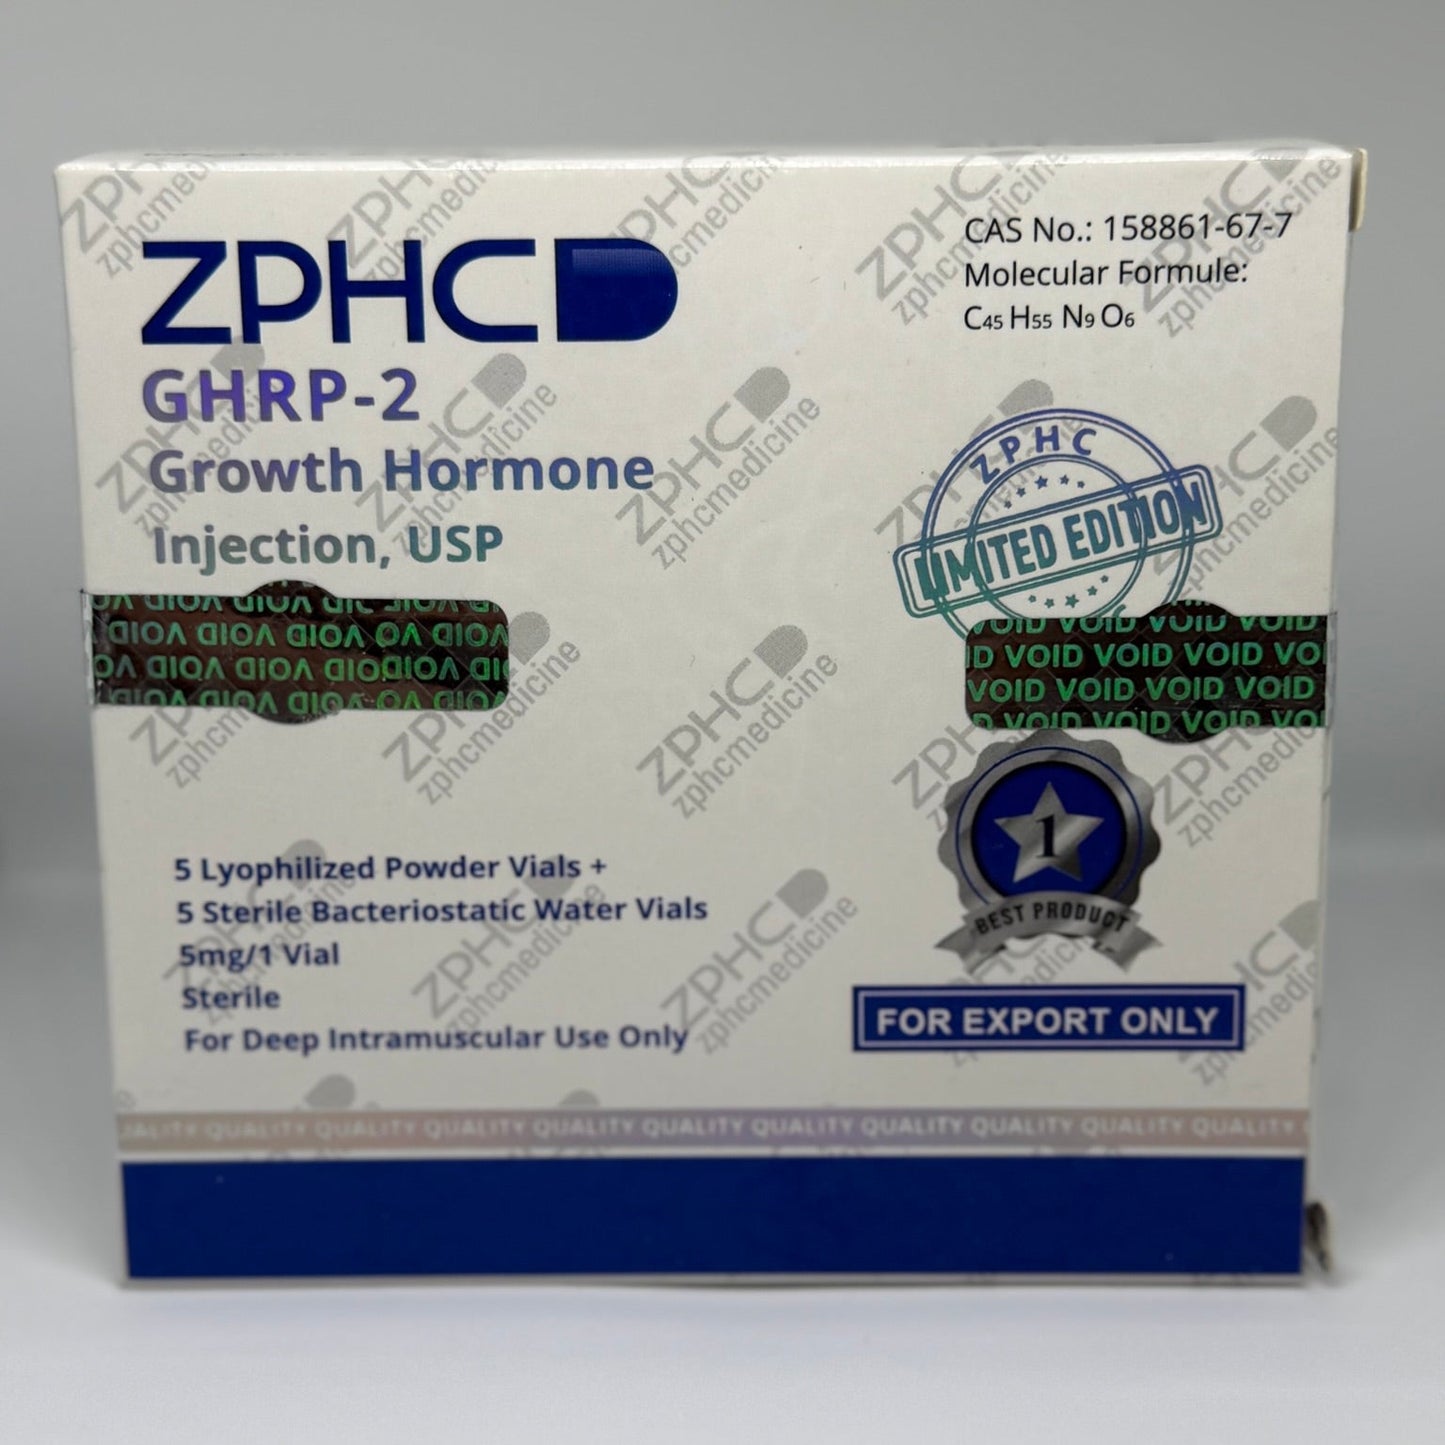 ZPHC
GHRP-2
Growth Hormone
Injection, USP
CAS No.: 158861-67-7
Molecular Formule:
C45 H55 N9 O6
ZPHC
LIMITED EDITION
VOID VOID VOID VOID
VOID VOID VOID VOID
1
BEST PRODUCT
5 Lyophilized Powder Vials +
5 Sterile Bacteriostatic Water Vials
5mg/1 Vial
Sterile
For Deep Intramuscular Use Only
FOR EXPORT ONLY
QUALITY QUALITY QUALITY QUALITY QUALITY QUALITY QUALITY QUALITY QUALITY QUALITY
ZPHC
zphcmedicine